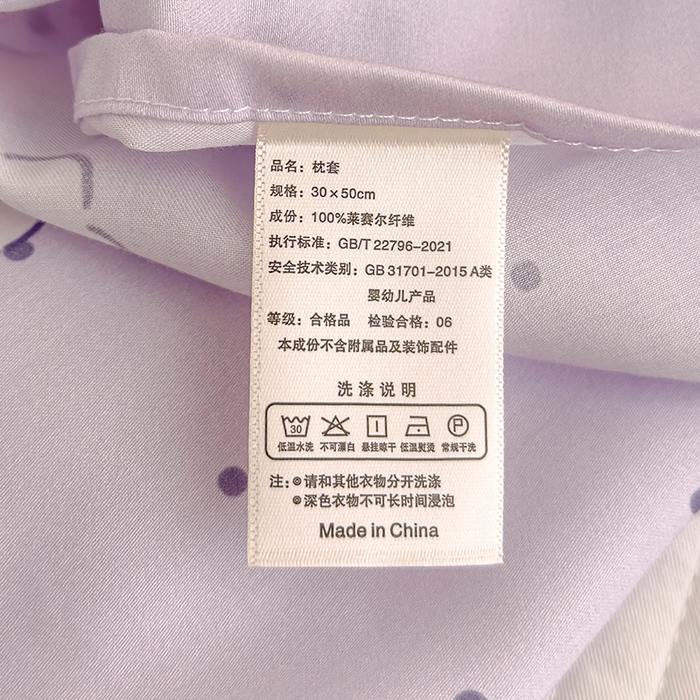 品名：枕套
规格：30×50cm
成份：100%莱赛尔纤维
执行标准：GB/T 22796-2021
安全技术类别：GB 31701-2015 A类
婴幼儿产品
等级：合格品 检验合格：06
本成份不含附属品及装饰配件
洗涤说明
30 P
低温水洗 不可漂白 悬挂晾干 低温熨烫 常规干洗
注：◎请和其他衣物分开洗涤
◎深色衣物不可长时间浸泡
Made in China